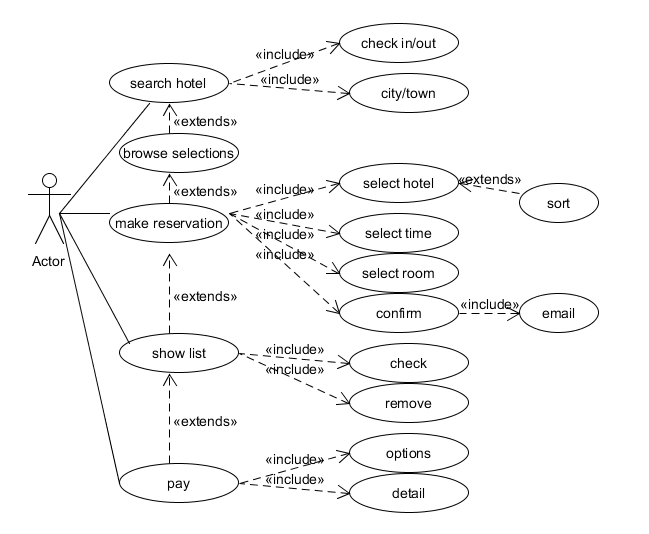 check in/out
«include»
search hotel
«include»
city/town
«extends»
browse selections
«extends»
«include»
select hotel
«extends»
sort
make reservation
«include»
select time
«include»
«include»
select room
Actor
«extends»
confirm
«include»
email
show list
«include»
check
«include»
remove
«extends»
options
«include»
pay
«include»
detail